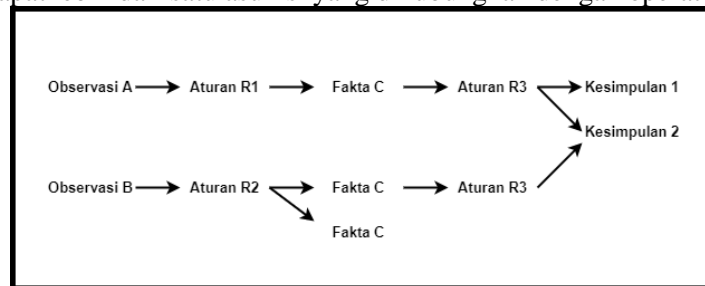 Observasi A Aturan R1 Fakta C Aturan R3 Kesimpulan 1
Kesimpulan 2
Observasi B Aturan R2 Fakta C Aturan R3
Fakta C